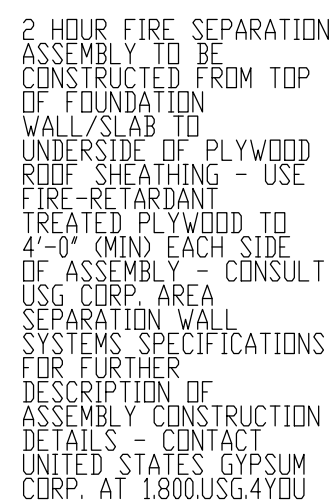 2 HOUR FIRE SEPARATION
ASSEMBLY TO BE
CONSTRUCTED FROM TOP
OF FOUNDATION
WALL/SLAB TO
UNDERSIDE OF PLYWOOD
ROOF SHEATHING - USE
FIRE-RETARDANT
TREATED PLYWOOD TO
4'-0" (MIN) EACH SIDE
OF ASSEMBLY - CONSULT
USG CORP. AREA
SEPARATION WALL
SYSTEMS SPECIFICATIONS
FOR FURTHER
DESCRIPTION OF
ASSEMBLY CONSTRUCTION
DETAILS - CONTACT
UNITED STATES GYPSUM
CORP. AT 1.800.USG.4YOU